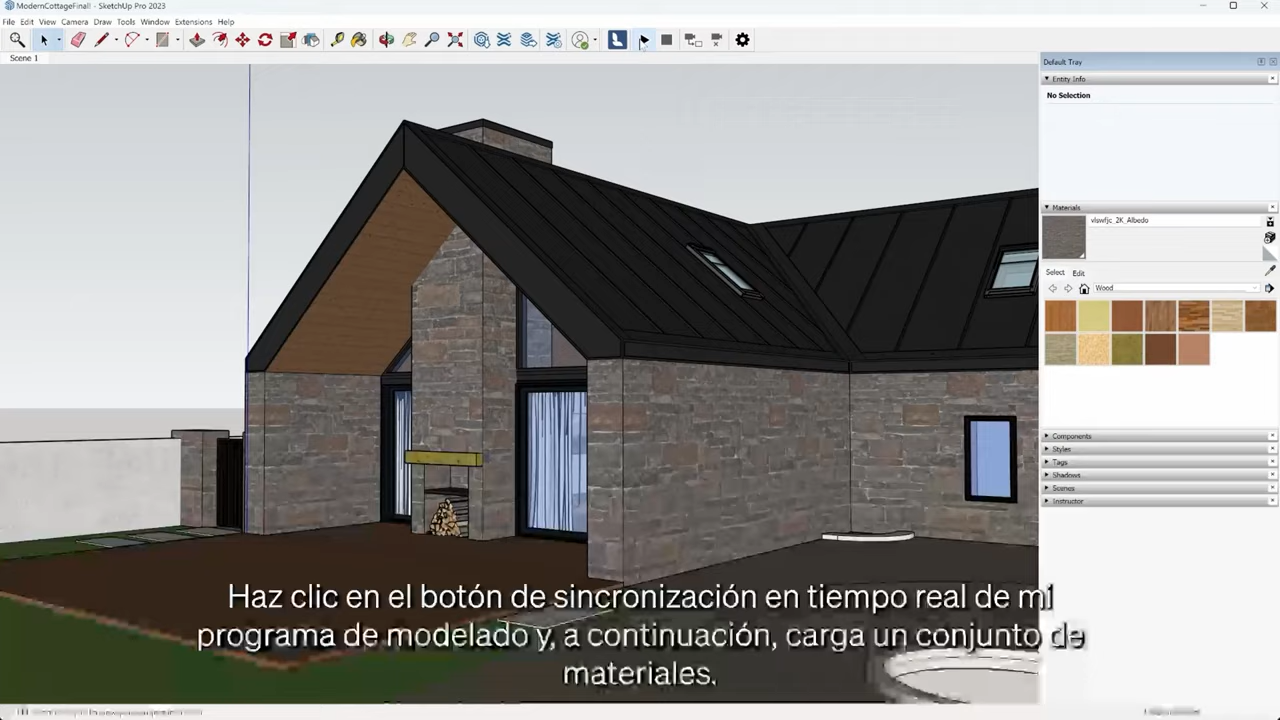 ModernCottageFinal! - SketchUp Pro 2023
File Edit View Camera Draw Tools Window Extensions Help
Scene 1
Default Tray
Entity Info
No Selection
Materials
vlswfjc_2K_Albedo
Select Edit
Wood
Components
Styles
Tags
Shadows
Scenes
Instructor
Haz clic en el botón de sincronización en tiempo real de mi
programa de modelado y, a continuación, carga un conjunto de
materiales.